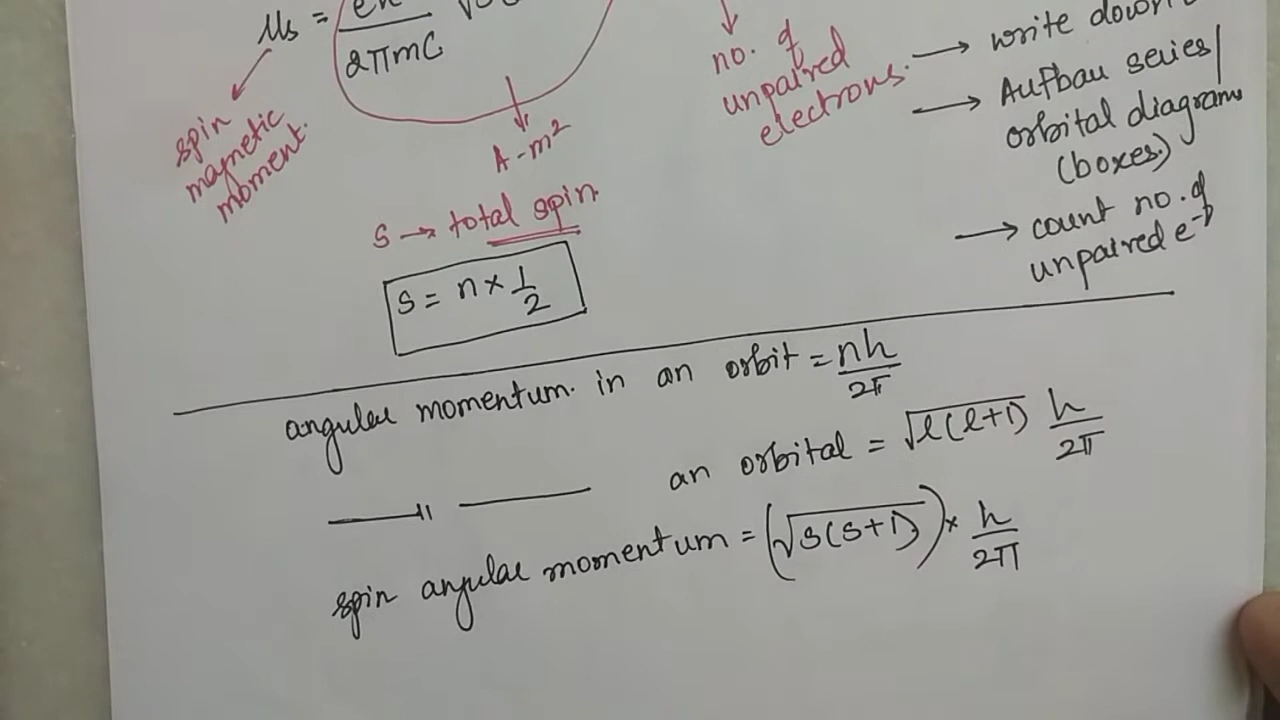 μs = eh / 2πmC √
spin
magnetic
moment.
A-m²
no. of
unpaired
electrons.
→ write down
→ Aufbau series/
orbital diagrams
(boxes.)
→ count no. of
unpaired e⁻s
S → total spin.
S = n × 1/2
angular momentum. in an orbit = nh/2π
—〃— an orbital = √l(l+1) h/2π
spin angular momentum = (√s(s+1)) × h/2π